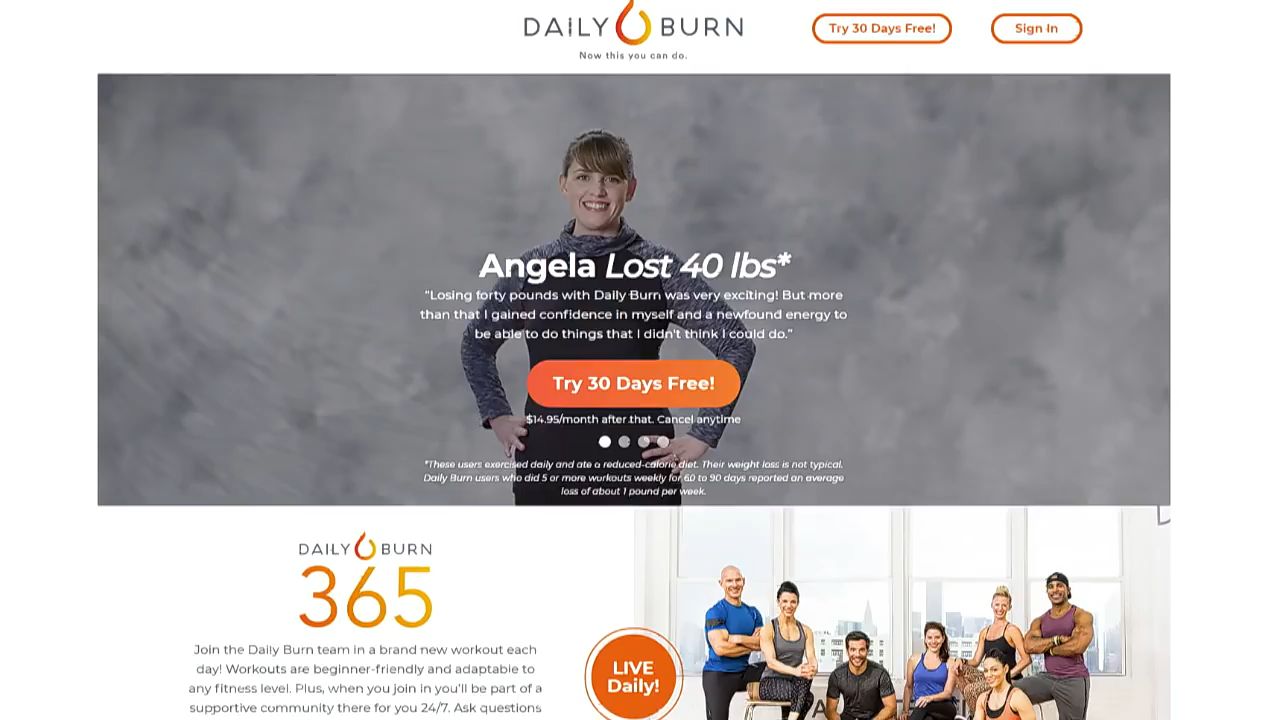 DAILY BURN
Now this you can do.
Try 30 Days Free!
Sign In
Angela Lost 40 lbs*
“Losing forty pounds with Daily Burn was very exciting! But more
than that I gained confidence in myself and a newfound energy to
be able to do things that I didn't think I could do.”
Try 30 Days Free!
$14.95/month after that. Cancel anytime
*These users exercised daily and ate a reduced-calorie diet. Their weight loss is not typical.
Daily Burn users who did 5 or more workouts weekly for 60 to 90 days reported an average
loss of about 1 pound per week.
DAILY BURN
365
Join the Daily Burn team in a brand new workout each
day! Workouts are beginner-friendly and adaptable to
any fitness level. Plus, when you join in you'll be part of a
supportive community there for you 24/7. Ask questions
LIVE
Daily!